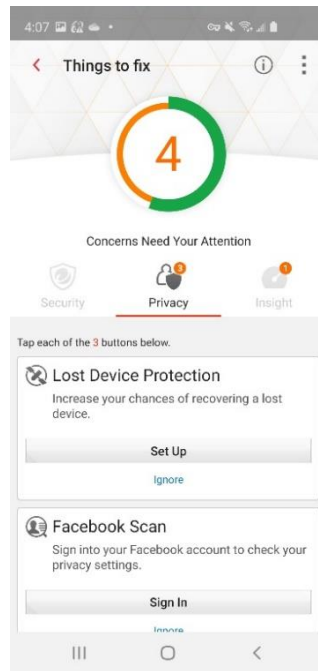 4:07
Things to fix
4
Concerns Need Your Attention
3
1
Security
Privacy
Insight
Tap each of the 3 buttons below.
Lost Device Protection
Increase your chances of recovering a lost
device.
Set Up
Ignore
Facebook Scan
Sign into your Facebook account to check your
privacy settings.
Sign In
Ignore